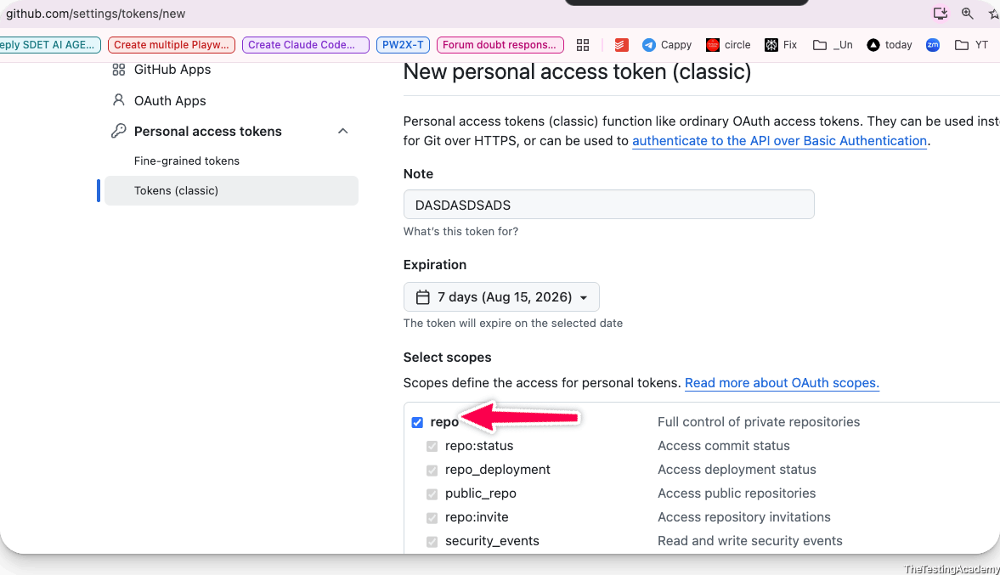 github.com/settings/tokens/new
eply SDET AI AGE... Create multiple Playw... Create Claude Code... PW2X-T Forum doubt respons... Cappy circle Fix _Un today zm YT
GitHub Apps
OAuth Apps
Personal access tokens
Fine-grained tokens
Tokens (classic)
New personal access token (classic)
Personal access tokens (classic) function like ordinary OAuth access tokens. They can be used inst
for Git over HTTPS, or can be used to authenticate to the API over Basic Authentication.
Note
DASDASDSADS
What's this token for?
Expiration
7 days (Aug 15, 2026)
The token will expire on the selected date
Select scopes
Scopes define the access for personal tokens. Read more about OAuth scopes.
repo Full control of private repositories
repo:status Access commit status
repo_deployment Access deployment status
public_repo Access public repositories
repo:invite Access repository invitations
security_events Read and write security events
TheTestingAcademy